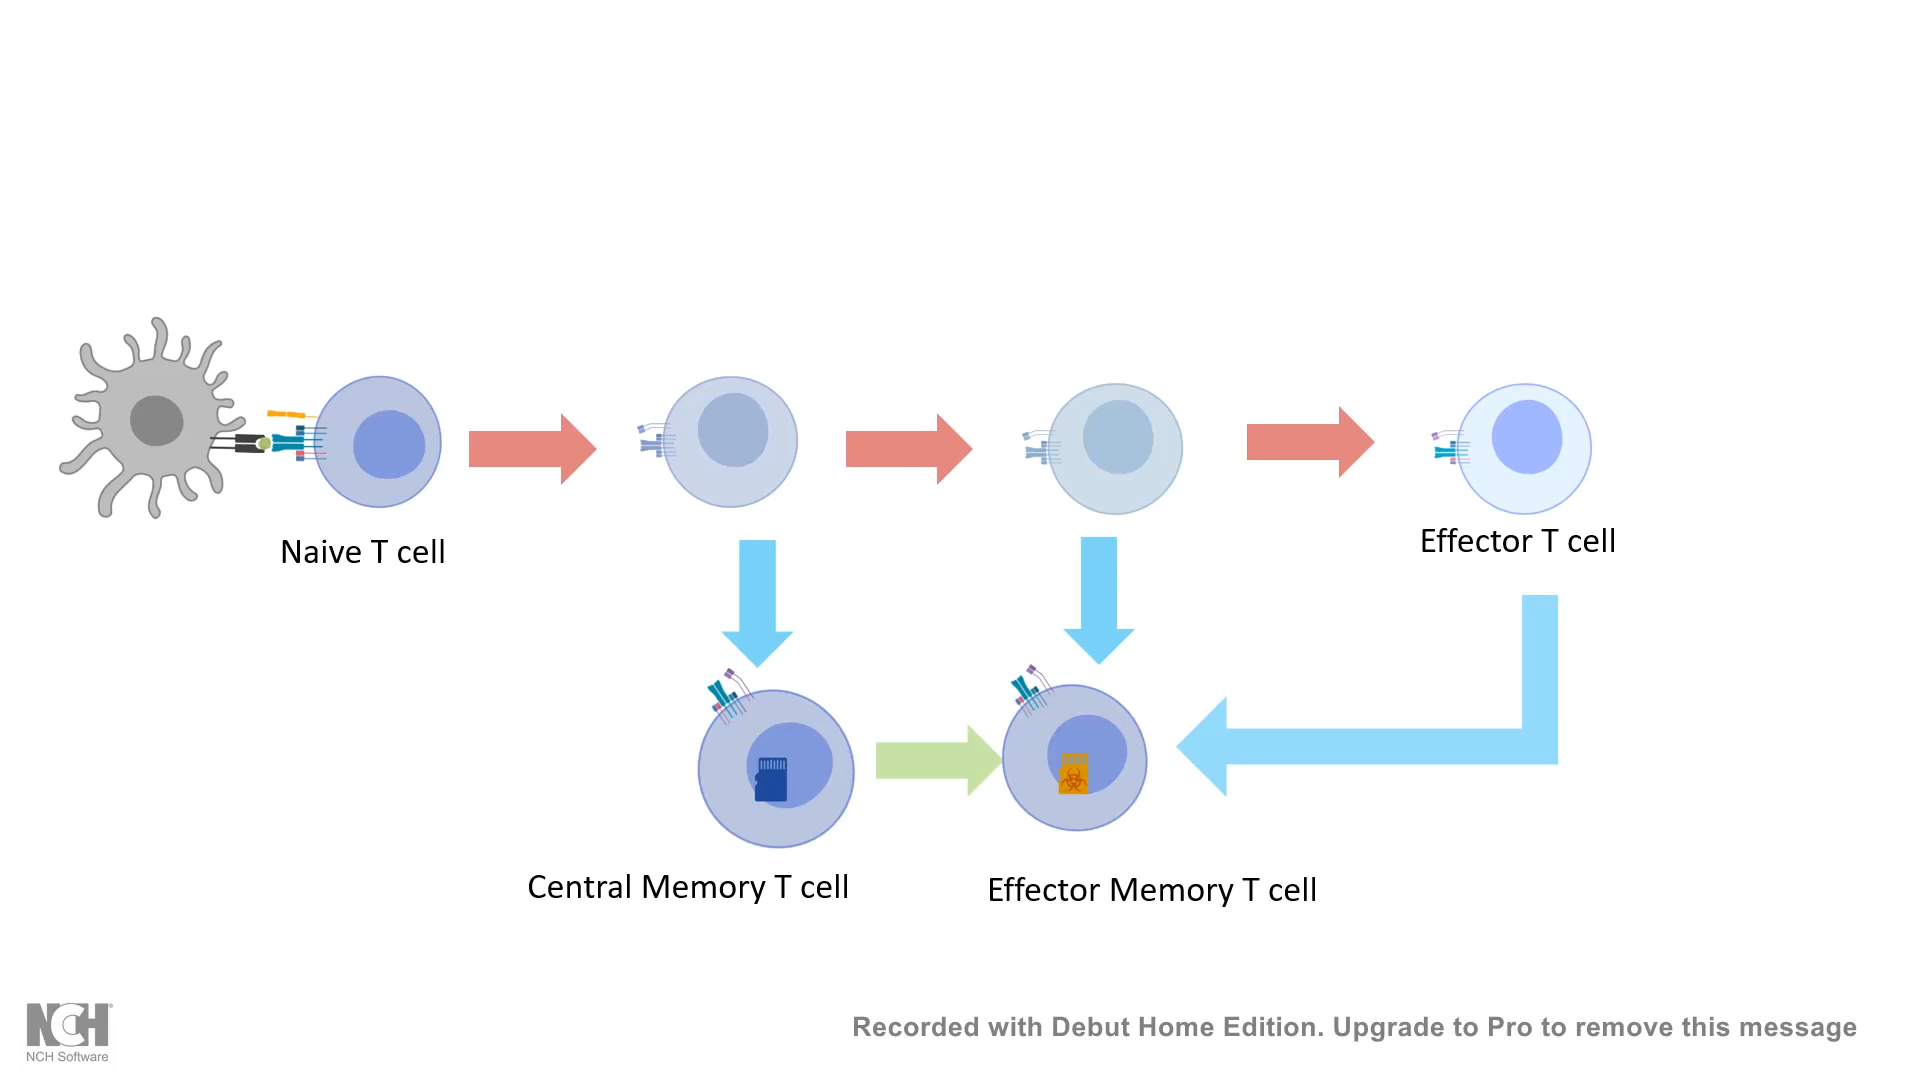 Naive T cell
Effector T cell
Central Memory T cell
Effector Memory T cell
NCH
NCH Software
Recorded with Debut Home Edition. Upgrade to Pro to remove this message